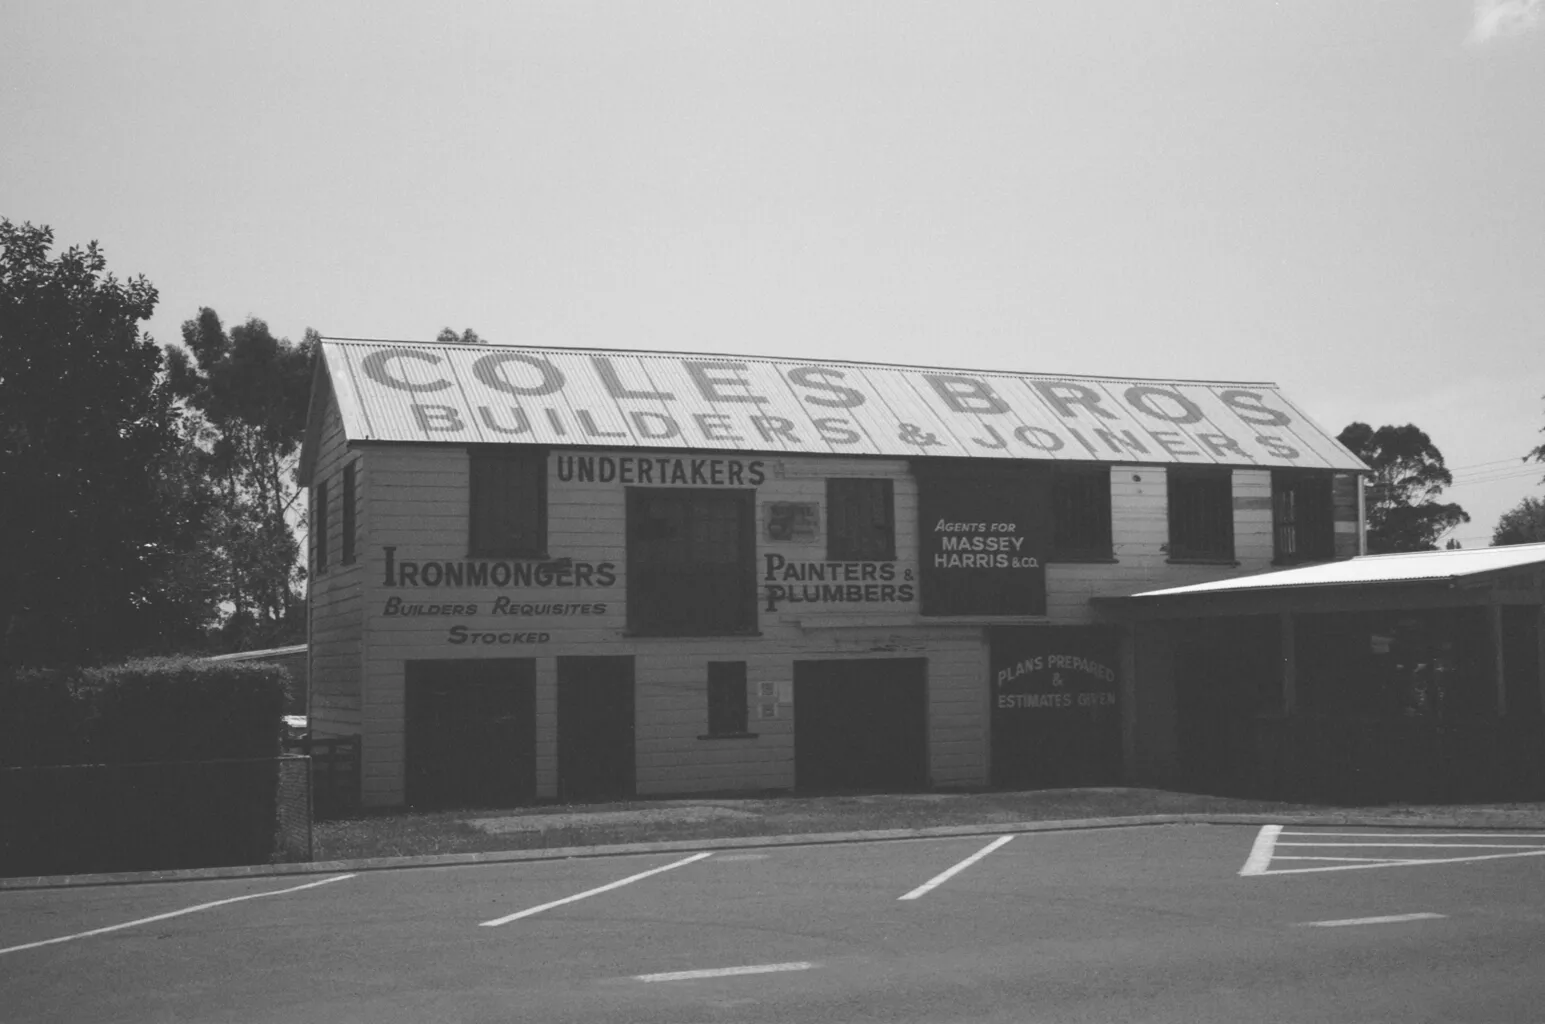 COLES BROS
BUILDERS & JOINERS
UNDERTAKERS
IRONMONGERS
BUILDERS REQUISITES
STOCKED
PAINTERS &
PLUMBERS
AGENTS FOR
MASSEY
HARRIS & CO.
PLANS PREPARED
&
ESTIMATES GIVEN